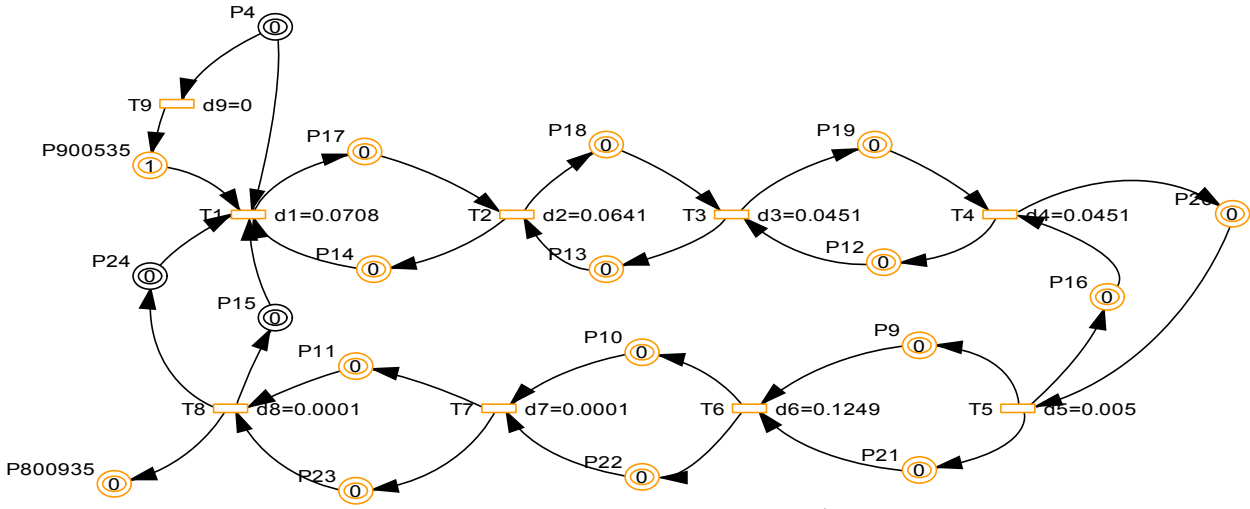 P4
0
T9 d9=0
P900535
1
P17
0
P18
0
P19
0
T1 d1=0.0708
T2 d2=0.0641
T3 d3=0.0451
T4 d4=0.0451
P20
0
P14
0
P13
0
P12
0
P24
0
P15
0
P16
0
P11
0
P10
0
P9
0
T8 d8=0.0001
T7 d7=0.0001
T6 d6=0.1249
T5 d5=0.005
P800935
0
P23
0
P22
0
P21
0